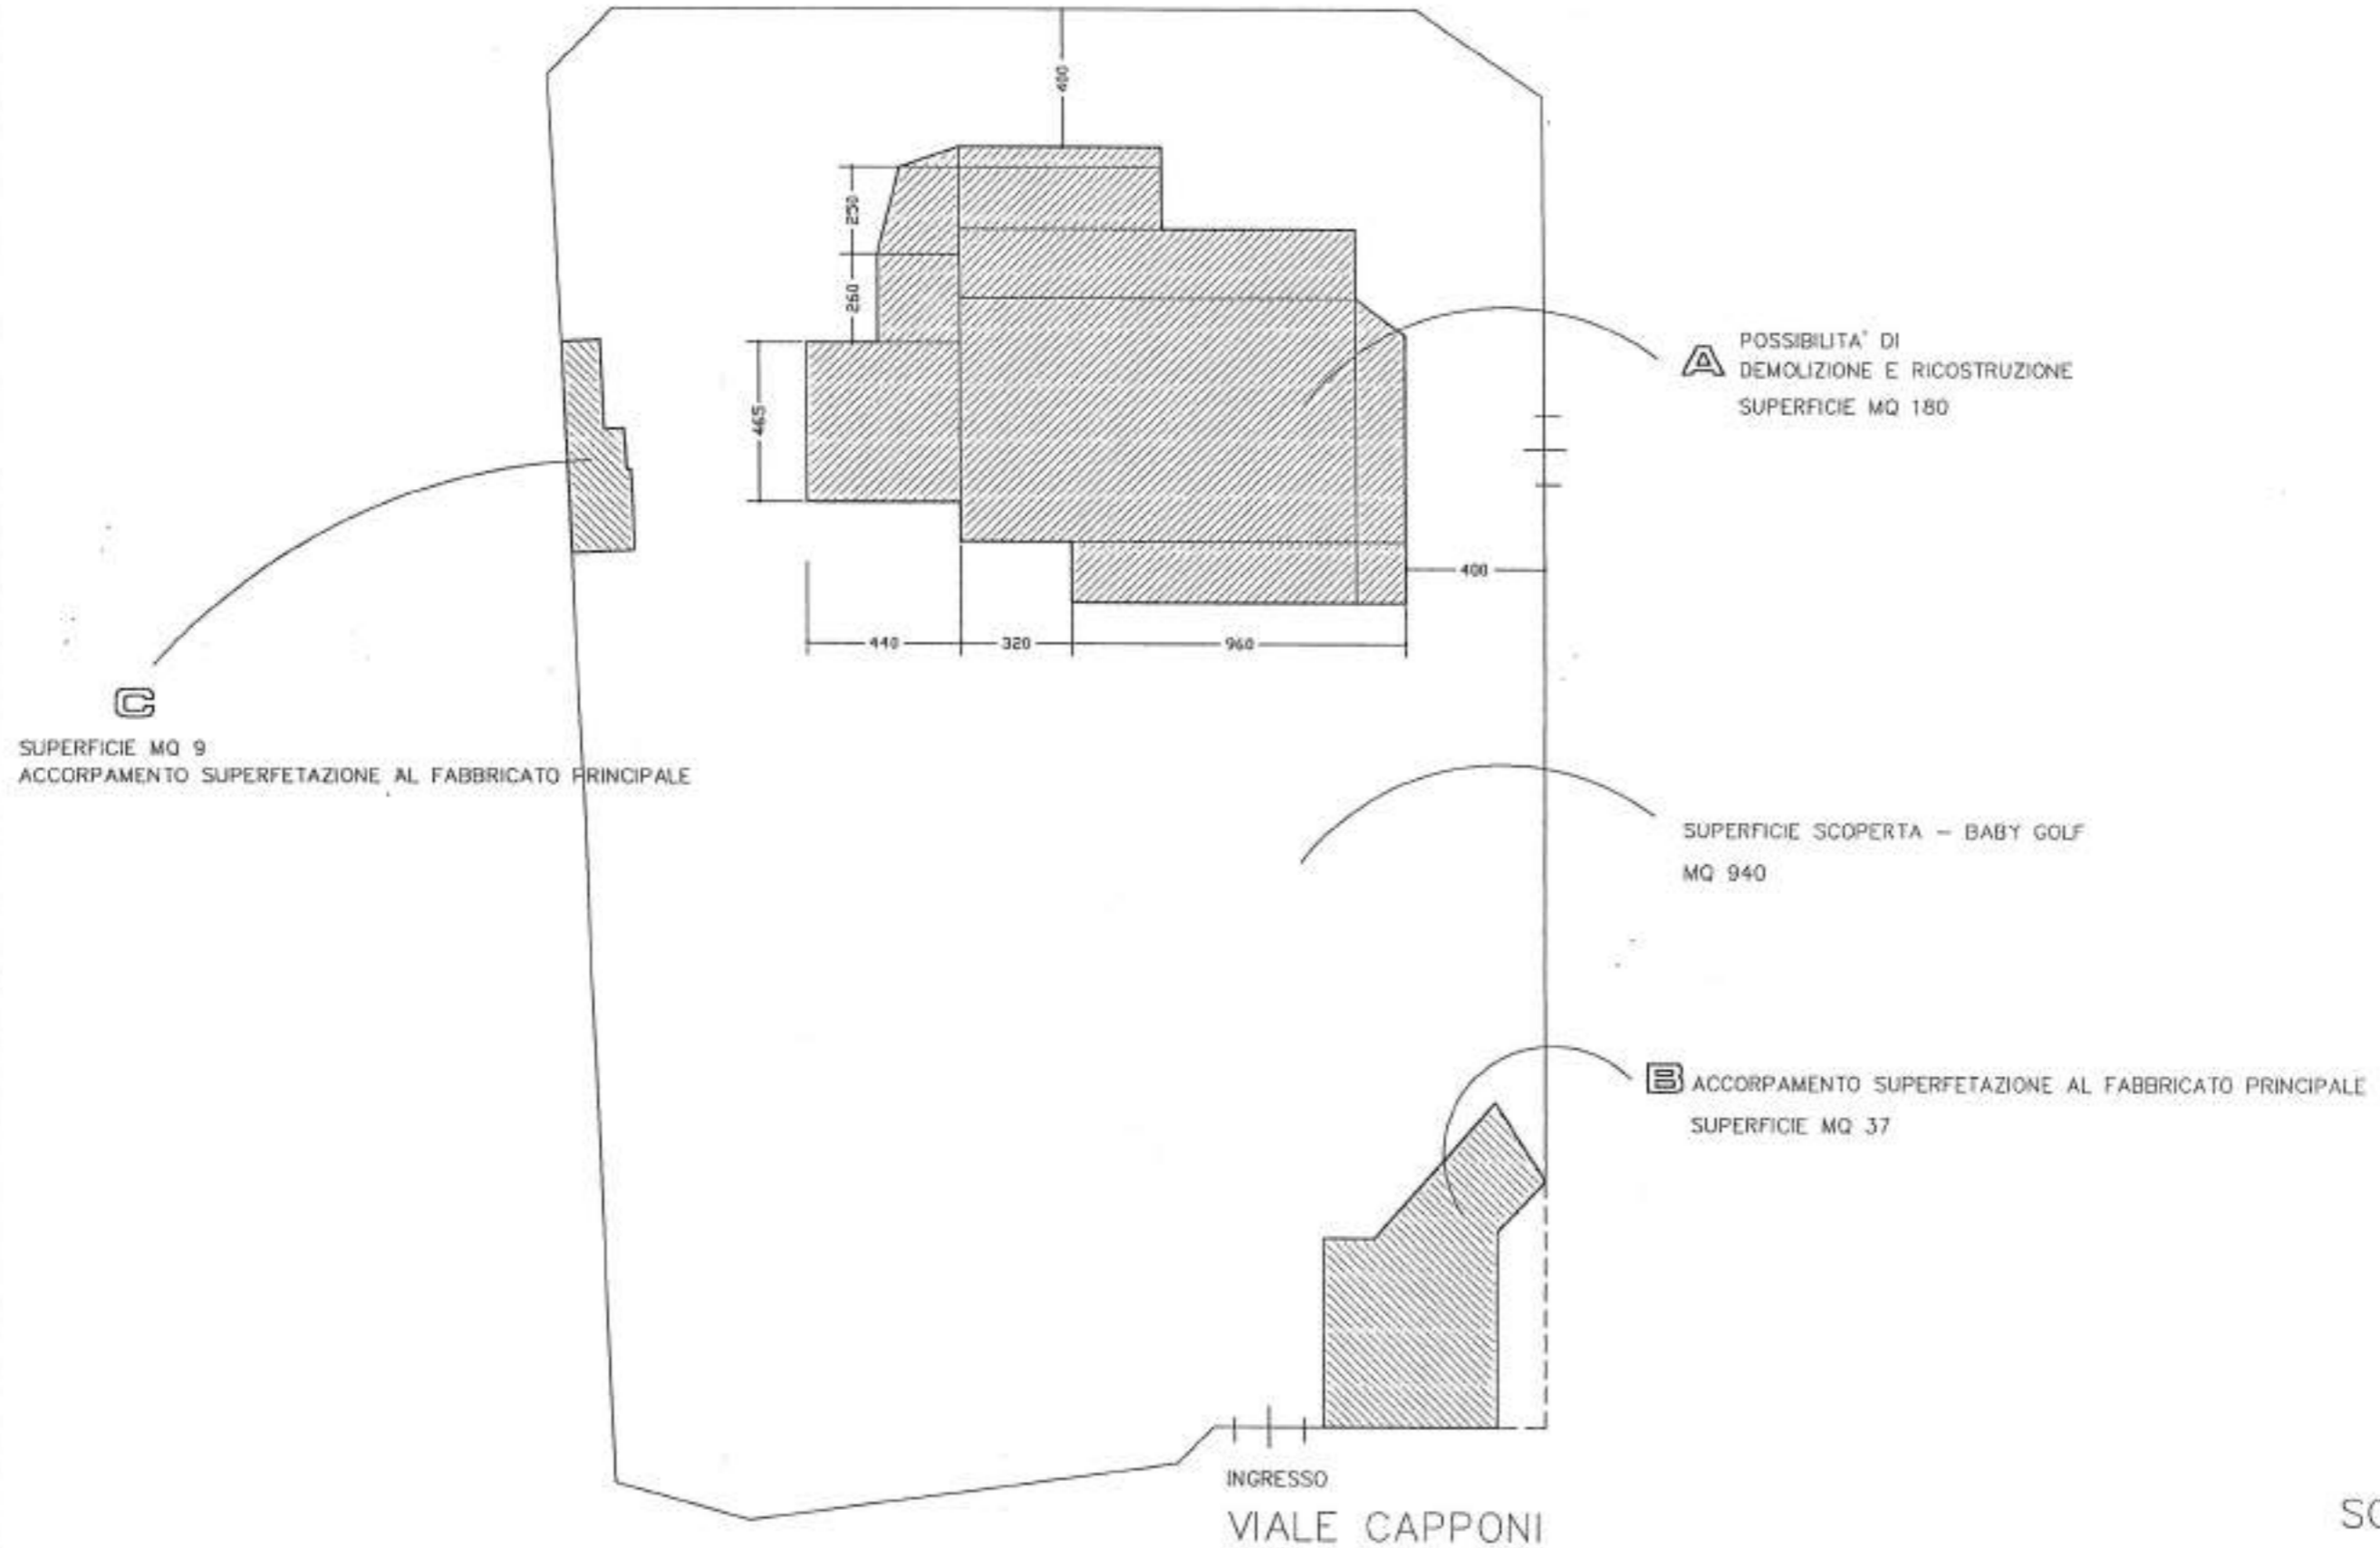 400
250
260
465
440
320
960
400
A
POSSIBILITA' DI
DEMOLIZIONE E RICOSTRUZIONE
SUPERFICIE MQ 180
C
SUPERFICIE MQ 9
ACCORPAMENTO SUPERFETAZIONE AL FABBRICATO PRINCIPALE
SUPERFICIE SCOPERTA – BABY GOLF
MQ 940
B ACCORPAMENTO SUPERFETAZIONE AL FABBRICATO PRINCIPALE
SUPERFICIE MQ 37
INGRESSO
VIALE CAPPONI